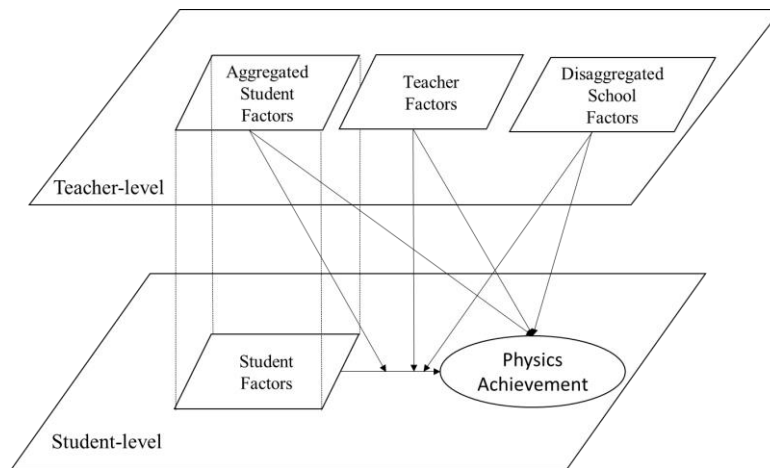 Aggregated
Student
Factors
Teacher
Factors
Disaggregated
School
Factors
Teacher-level
Student
Factors
Physics
Achievement
Student-level